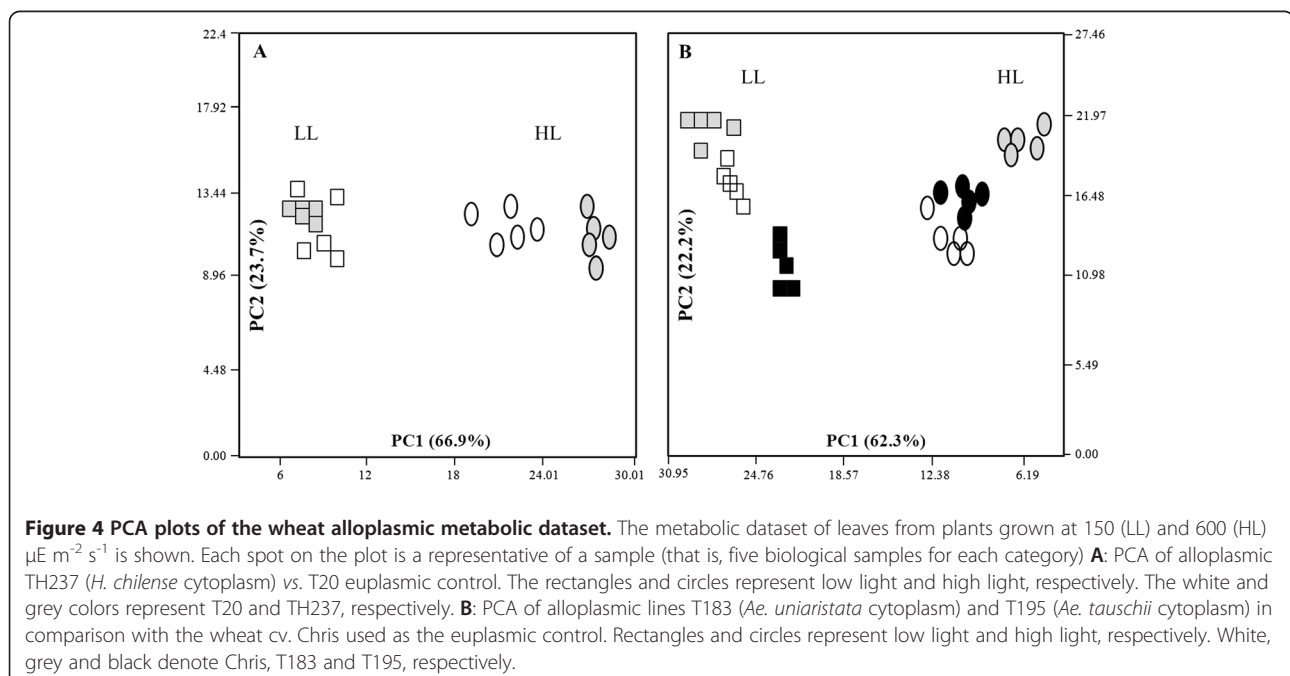 22.4
17.92
13.44
8.96
4.48
0.00
PC2 (23.7%)
A
LL
HL
PC1 (66.9%)
6
12
18
24.01
30.01
B
LL
HL
PC2 (22.2%)
PC1 (62.3%)
27.46
21.97
16.48
10.98
5.49
0.00
30.95
24.76
18.57
12.38
6.19
Figure 4 PCA plots of the wheat alloplasmic metabolic dataset. The metabolic dataset of leaves from plants grown at 150 (LL) and 600 (HL)
μE m⁻² s⁻¹ is shown. Each spot on the plot is a representative of a sample (that is, five biological samples for each category) A: PCA of alloplasmic
TH237 (H. chilense cytoplasm) vs. T20 euplasmic control. The rectangles and circles represent low light and high light, respectively. The white and
grey colors represent T20 and TH237, respectively. B: PCA of alloplasmic lines T183 (Ae. uniaristata cytoplasm) and T195 (Ae. tauschii cytoplasm) in
comparison with the wheat cv. Chris used as the euplasmic control. Rectangles and circles represent low light and high light, respectively. White,
grey and black denote Chris, T183 and T195, respectively.